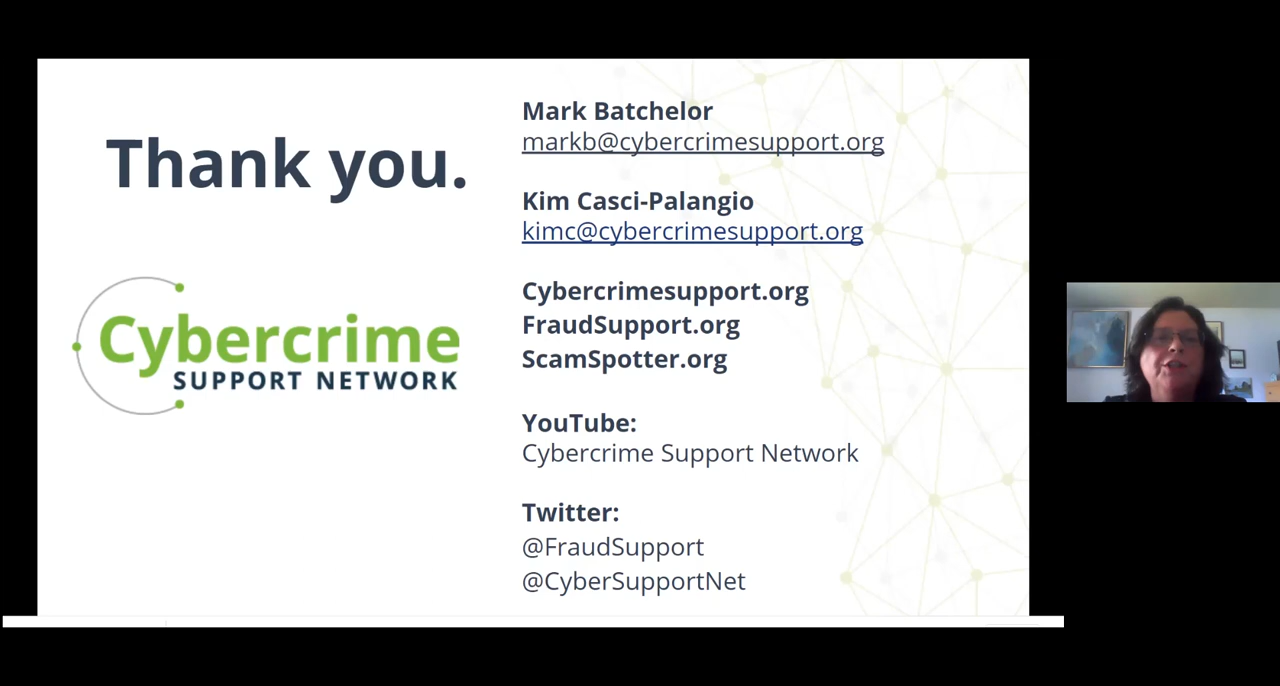 Thank you.
Cybercrime
SUPPORT NETWORK
Mark Batchelor
markb@cybercrimesupport.org
Kim Casci-Palangio
kimc@cybercrimesupport.org
Cybercrimesupport.org
FraudSupport.org
ScamSpotter.org
YouTube:
Cybercrime Support Network
Twitter:
@FraudSupport
@CyberSupportNet